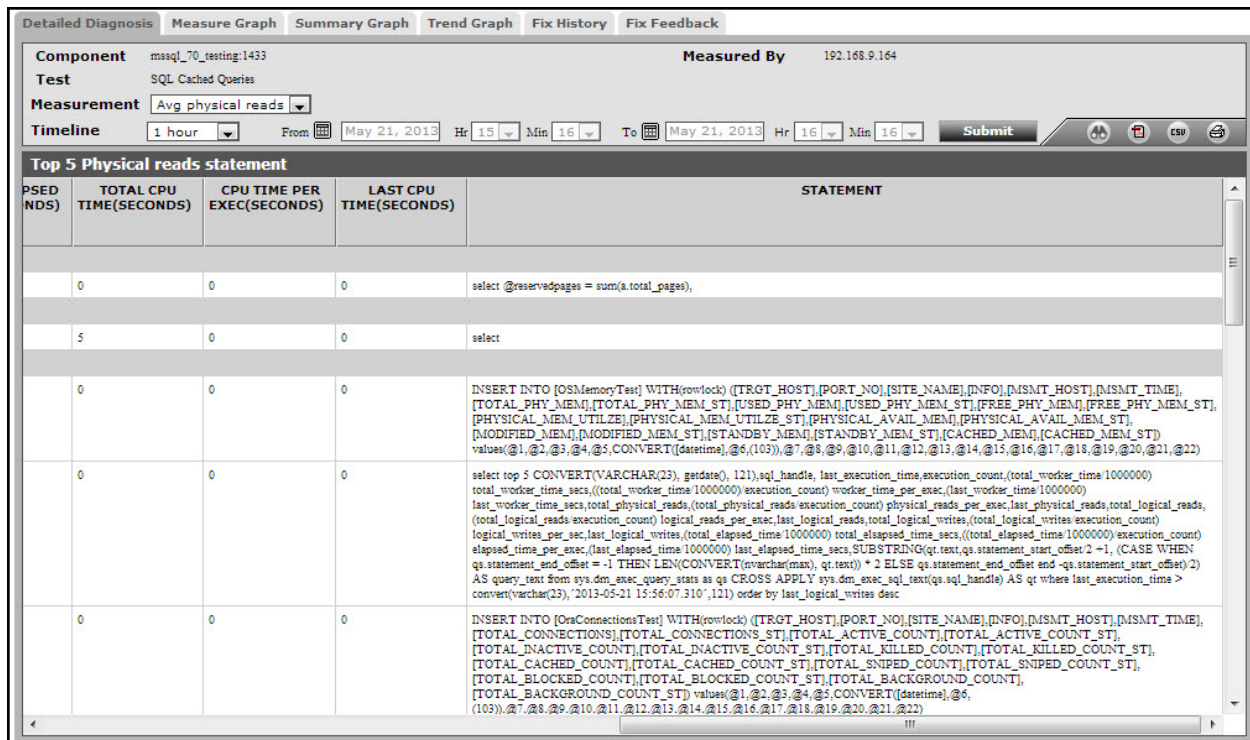 Detailed Diagnosis Measure Graph Summary Graph Trend Graph Fix History Fix Feedback
Component mssql_70_testing:1433 Measured By 192.168.9.164
Test SQL Cached Queries
Measurement Avg physical reads
Timeline 1 hour From May 21, 2013 Hr 15 Min 16 To May 21, 2013 Hr 16 Min 16 Submit CSV
Top 5 Physical reads statement
PSED TOTAL CPU CPU TIME PER LAST CPU STATEMENT
NDS) TIME(SECONDS) EXEC(SECONDS) TIME(SECONDS)
0 0 0 select @reservedpages = sum(a.total_pages),
5 0 0 select
0 0 0 INSERT INTO [OSMemoryTest] WITH(rowlock) ([TRGT_HOST],[PORT_NO],[SITE_NAME],[INFO],[MSMT_HOST],[MSMT_TIME],
[TOTAL_PHY_MEM],[TOTAL_PHY_MEM_ST],[USED_PHY_MEM],[USED_PHY_MEM_ST],[FREE_PHY_MEM],[FREE_PHY_MEM_ST],
[PHYSICAL_MEM_UTILZE],[PHYSICAL_MEM_UTILZE_ST],[PHYSICAL_AVAIL_MEM],[PHYSICAL_AVAIL_MEM_ST],
[MODIFIED_MEM],[MODIFIED_MEM_ST],[STANDBY_MEM],[STANDBY_MEM_ST],[CACHED_MEM],[CACHED_MEM_ST])
values(@1,@2,@3,@4,@5,CONVERT([datetime],@6,(103)),@7,@8,@9,@10,@11,@12,@13,@14,@15,@16,@17,@18,@19,@20,@21,@22)
0 0 0 select top 5 CONVERT(VARCHAR(23), getdate(), 121),sql_handle, last_execution_time,execution_count,(total_worker_time/1000000)
total_worker_time_secs,((total_worker_time/1000000)/execution_count) worker_time_per_exec,(last_worker_time/1000000)
last_worker_time_secs,total_physical_reads,(total_physical_reads/execution_count) physical_reads_per_exec,last_physical_reads,total_logical_reads,
(total_logical_reads/execution_count) logical_reads_per_exec,last_logical_reads,total_logical_writes,(total_logical_writes/execution_count)
logical_writes_per_sec,last_logical_writes,(total_elapsed_time/1000000) total_elsapsed_time_secs,((total_elapsed_time/1000000)/execution_count)
elapsed_time_per_exec,(last_elapsed_time/1000000) last_elapsed_time_secs,SUBSTRING(qt.text,qs.statement_start_offset/2 +1, (CASE WHEN
qs.statement_end_offset = -1 THEN LEN(CONVERT(nvarchar(max), qt.text)) * 2 ELSE qs.statement_end_offset end -qs.statement_start_offset)/2)
AS query_text from sys.dm_exec_query_stats as qs CROSS APPLY sys.dm_exec_sql_text(qs.sql_handle) AS qt where last_execution_time >
convert(varchar(23),'2013-05-21 15:56:07.310',121) order by last_logical_writes desc
0 0 0 INSERT INTO [OraConnectionsTest] WITH(rowlock) ([TRGT_HOST],[PORT_NO],[SITE_NAME],[INFO],[MSMT_HOST],[MSMT_TIME],
[TOTAL_CONNECTIONS],[TOTAL_CONNECTIONS_ST],[TOTAL_ACTIVE_COUNT],[TOTAL_ACTIVE_COUNT_ST],
[TOTAL_INACTIVE_COUNT],[TOTAL_INACTIVE_COUNT_ST],[TOTAL_KILLED_COUNT],[TOTAL_KILLED_COUNT_ST],
[TOTAL_CACHED_COUNT],[TOTAL_CACHED_COUNT_ST],[TOTAL_SNIPED_COUNT],[TOTAL_SNIPED_COUNT_ST],
[TOTAL_BLOCKED_COUNT],[TOTAL_BLOCKED_COUNT_ST],[TOTAL_BACKGROUND_COUNT],
[TOTAL_BACKGROUND_COUNT_ST]) values(@1,@2,@3,@4,@5,CONVERT([datetime],@6,
(103)),@7,@8,@9,@10,@11,@12,@13,@14,@15,@16,@17,@18,@19,@20,@21,@22)